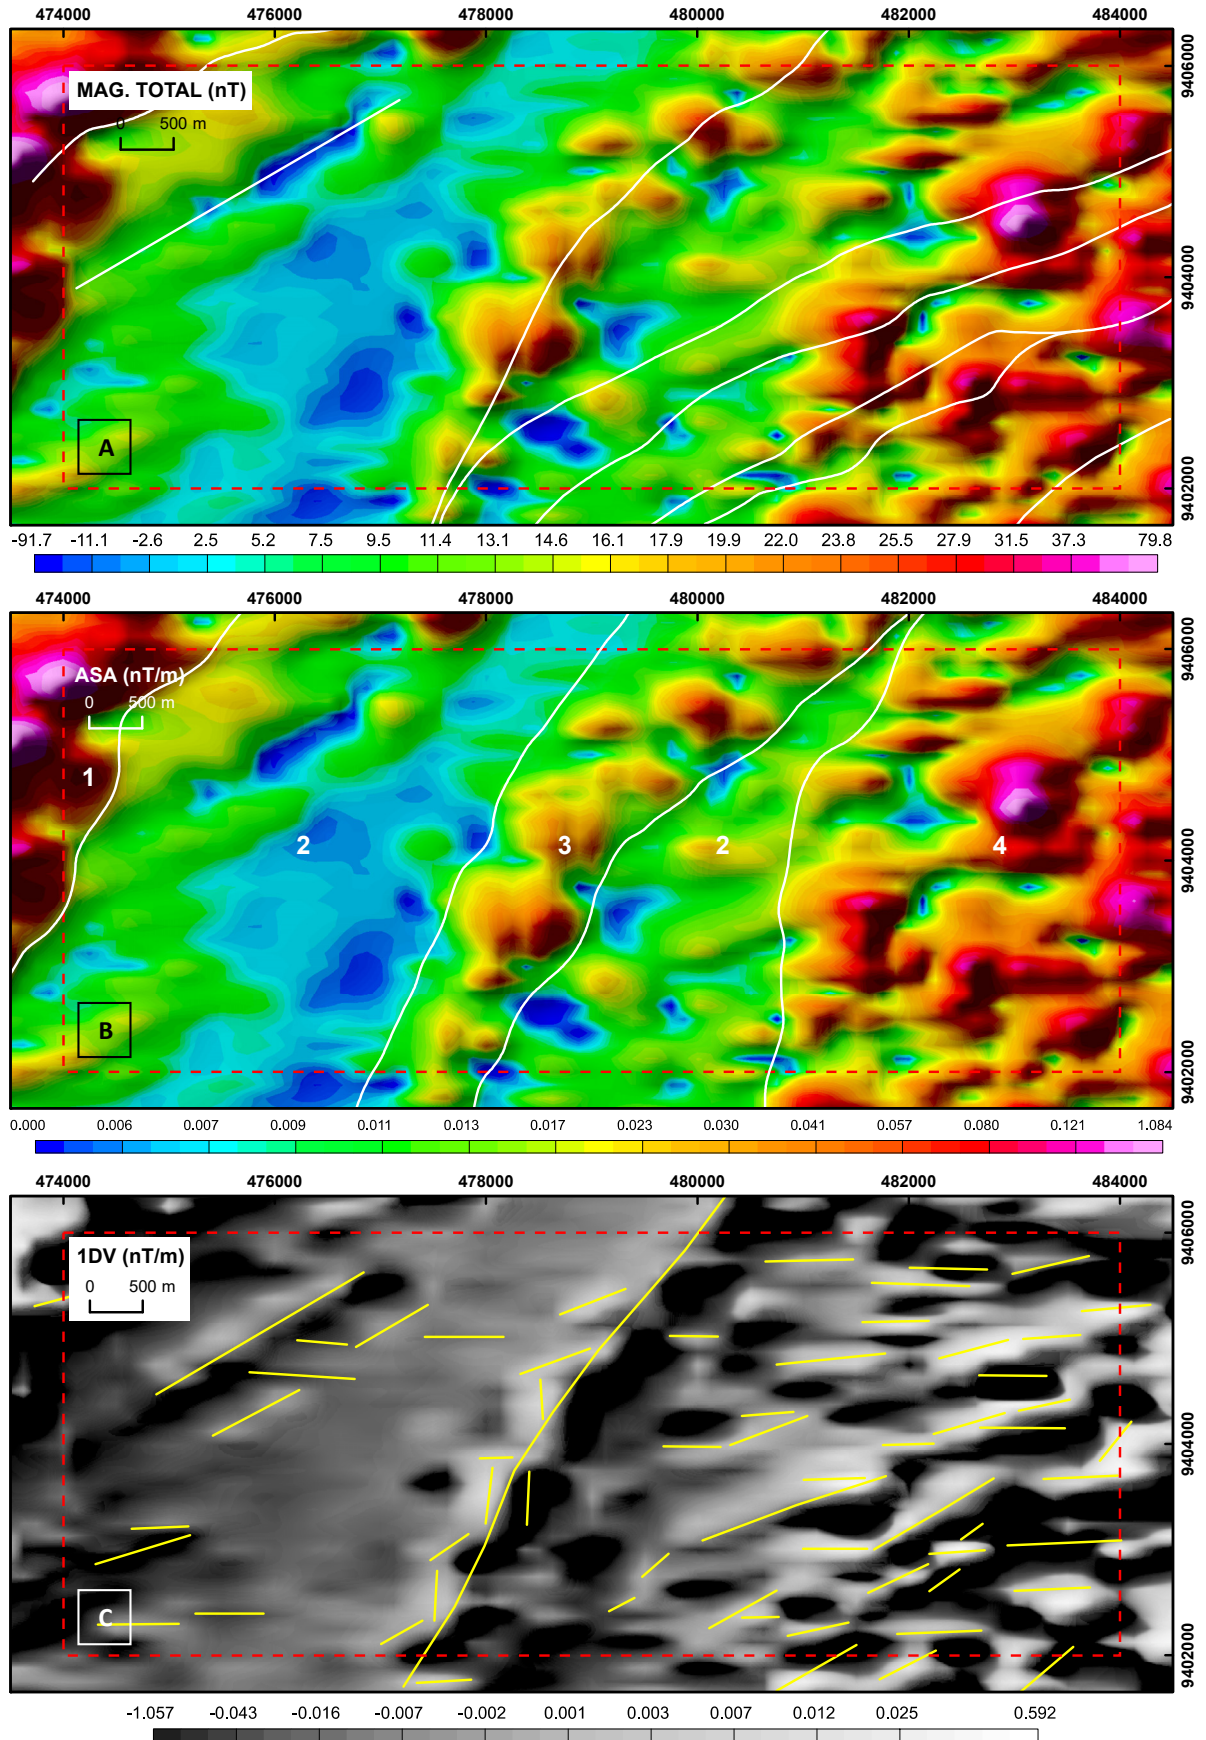 474000 476000 478000 480000 482000 484000
MAG. TOTAL (nT)
0 500 m
A
9406000
9404000
9402000
-91.7 -11.1 -2.6 2.5 5.2 7.5 9.5 11.4 13.1 14.6 16.1 17.9 19.9 22.0 23.8 25.5 27.9 31.5 37.3 79.8
474000 476000 478000 480000 482000 484000
ASA (nT/m)
0 500 m
1
2
3
2
4
B
9406000
9404000
9402000
0.000 0.006 0.007 0.009 0.011 0.013 0.017 0.023 0.030 0.041 0.057 0.080 0.121 1.084
474000 476000 478000 480000 482000 484000
1DV (nT/m)
0 500 m
C
9406000
9404000
9402000
-1.057 -0.043 -0.016 -0.007 -0.002 0.001 0.003 0.007 0.012 0.025 0.592